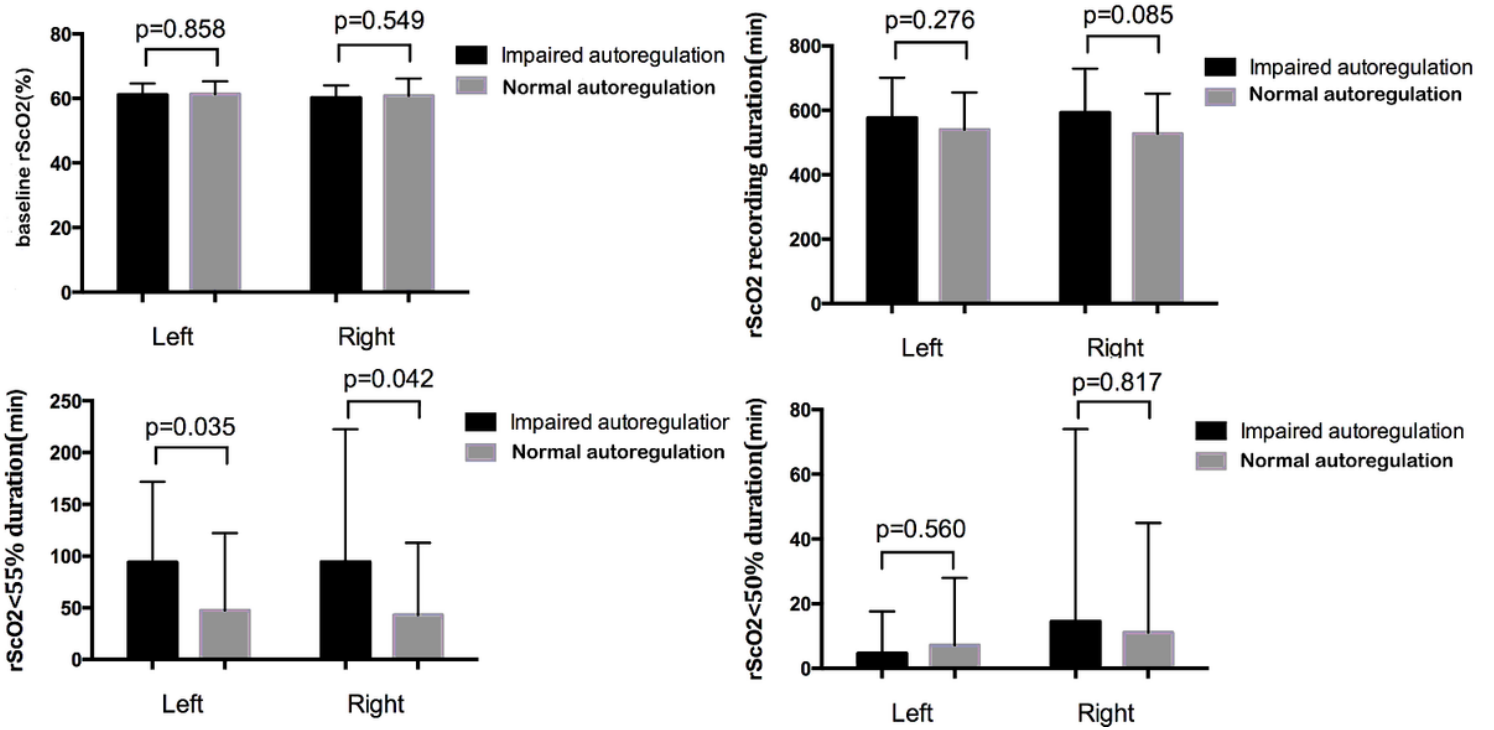 p=0.858
p=0.549
80
60
40
20
0
baseline rScO2(%)
Left
Right
Impaired autoregulation
Normal autoregulation
p=0.276
p=0.085
800
600
400
200
0
rScO2 recording duration(min)
Left
Right
Impaired autoregulation
Normal autoregulation
p=0.035
p=0.042
250
200
150
100
50
0
rScO2<55% duration(min)
Left
Right
Impaired autoregulatior
Normal autoregulation
p=0.560
p=0.817
80
60
40
20
0
rScO2<50% duration(min)
Left
Right
Impaired autoregulation
Normal autoregulation